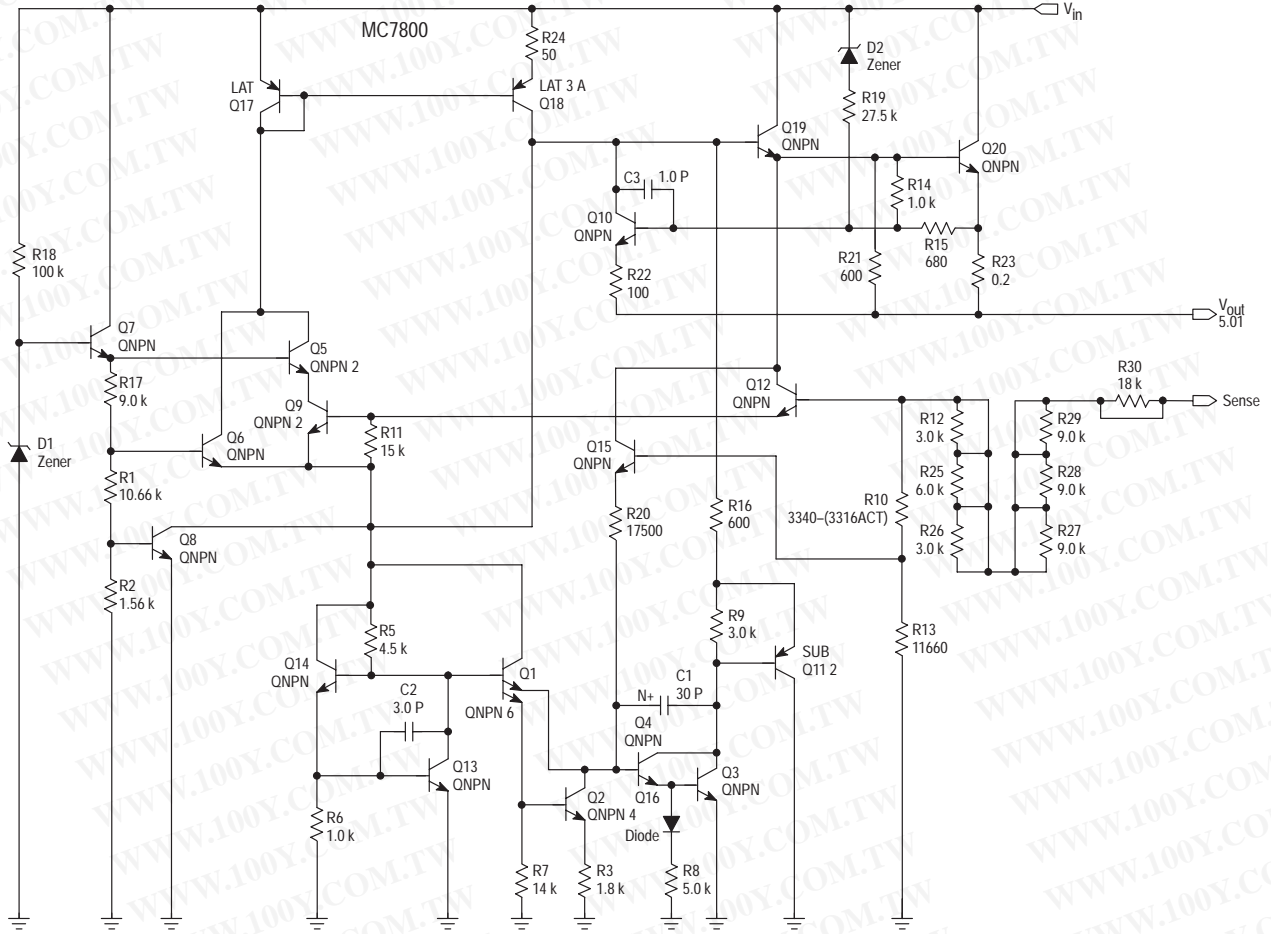 MC7800
Vin
R24
50
D2
Zener
LAT
Q17
LAT 3 A
Q18
R19
27.5 k
Q19
QNPN
Q20
QNPN
C3
1.0 P
R14
1.0 k
Q10
QNPN
R15
680
R18
100 k
R21
600
R23
0.2
R22
100
Vout
5.01
Q7
QNPN
Q5
QNPN 2
R17
9.0 k
R30
18 k
Sense
Q12
QNPN
Q9
QNPN 2
R12
3.0 k
R29
9.0 k
D1
Zener
Q6
QNPN
R11
15 k
Q15
QNPN
R1
10.66 k
R25
6.0 k
R28
9.0 k
R10
3340–(3316ACT)
R16
600
R20
17500
R26
3.0 k
R27
9.0 k
Q8
QNPN
R2
1.56 k
R9
3.0 k
R5
4.5 k
R13
11660
SUB
Q11 2
Q14
QNPN
Q1
QNPN 6
C1
30 P
N+
C2
3.0 P
Q4
QNPN
Q13
QNPN
Q3
QNPN
Q2
QNPN 4
Q16
R6
1.0 k
Diode
R7
14 k
R3
1.8 k
R8
5.0 k
WWW.100Y.COM.TW